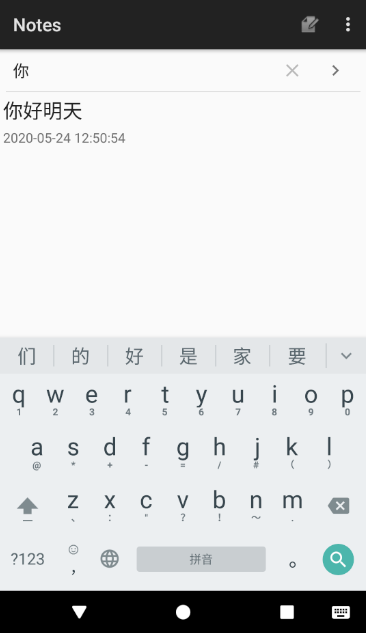 Notes
你
你好明天
2020-05-24 12:50:54
们 的 好 是 家 要
q w e r t y u i o p
1 2 3 4 5 6 7 8 9 0
a s d f g h j k l
@ * + - = / # ( )
z x c v b n m
、 : " ? ! ～ .
?123 , 拼音 。